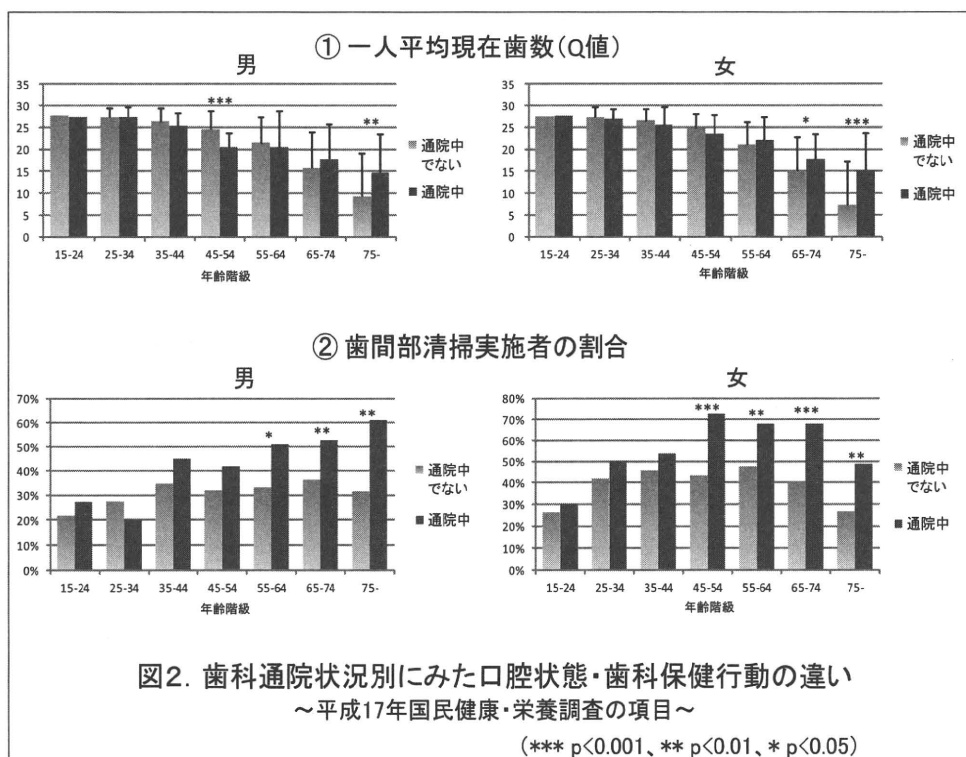 ① 一人平均現在歯数(Q値)
男
35
30
25
20
15
10
5
0
***
**
15-24 25-34 35-44 45-54 55-64 65-74 75-
年齢階級
通院中
でない
通院中
女
35
30
25
20
15
10
5
0
*
***
15-24 25-34 35-44 45-54 55-64 65-74 75-
年齢階級
通院中
でない
通院中
② 歯間部清掃実施者の割合
男
70%
60%
50%
40%
30%
20%
10%
0%
*
**
**
15-24 25-34 35-44 45-54 55-64 65-74 75-
年齢階級
通院中
でない
通院中
女
80%
70%
60%
50%
40%
30%
20%
10%
0%
***
**
***
**
15-24 25-34 35-44 45-54 55-64 65-74 75-
年齢階級
通院中
でない
通院中
図2. 歯科通院状況別にみた口腔状態・歯科保健行動の違い
～平成17年国民健康・栄養調査の項目～
(*** p<0.001、** p<0.01、* p<0.05)